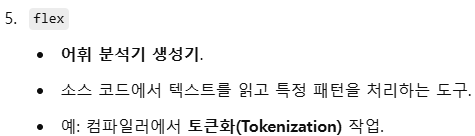 5. flex
• 어휘 분석기 생성기.
• 소스 코드에서 텍스트를 읽고 특정 패턴을 처리하는 도구.
• 예: 컴파일러에서 토큰화(Tokenization) 작업.